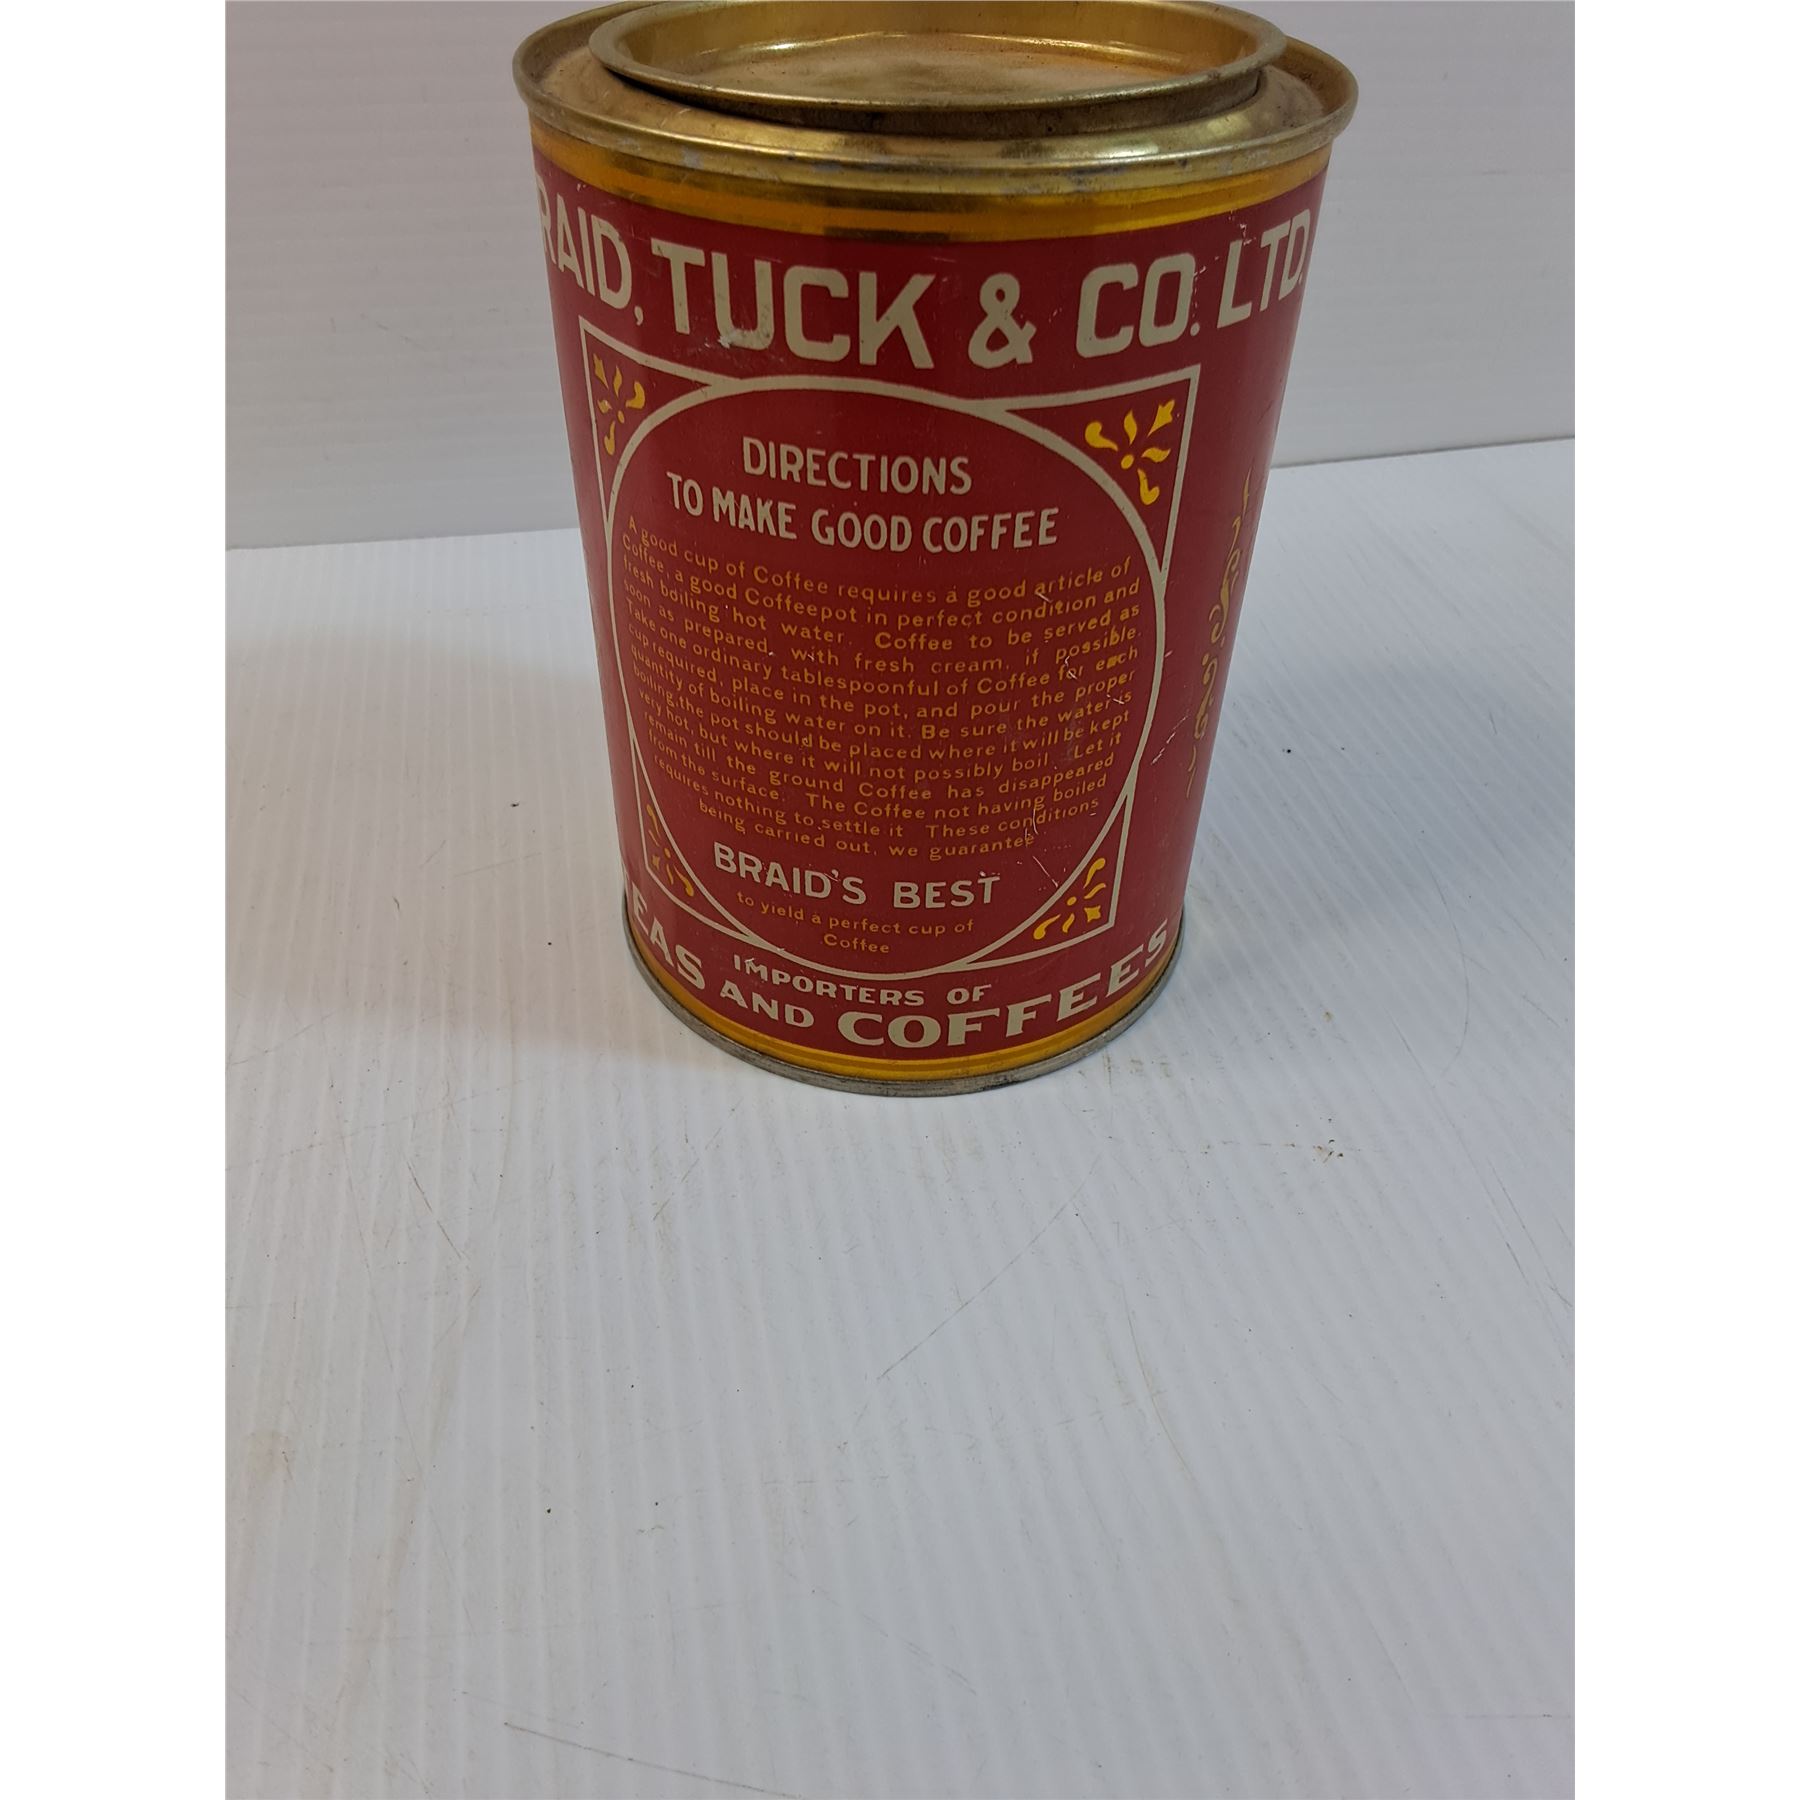 RAID, TUCK & CO. LTD.
DIRECTIONS
TO MAKE GOOD COFFEE
A good cup of Coffee requires a good article of
Coffee, a good Coffeepot in perfect condition and
fresh boiling hot water. Coffee to be served as
soon as prepared, with fresh cream, if possible.
Take one ordinary tablespoonful of Coffee for each
cup required, place in the pot, and pour the proper
quantity of boiling water on it. Be sure the water is
boiling, the pot should be placed where it will be kept
very hot, but where it will not possibly boil. Let it
remain till the ground Coffee has disappeared
from the surface. The Coffee not having boiled
requires nothing to settle it These conditions
being carried out, we guarantee
BRAID'S BEST
to yield a perfect cup of
Coffee
IMPORTERS OF
EAS AND COFFEES